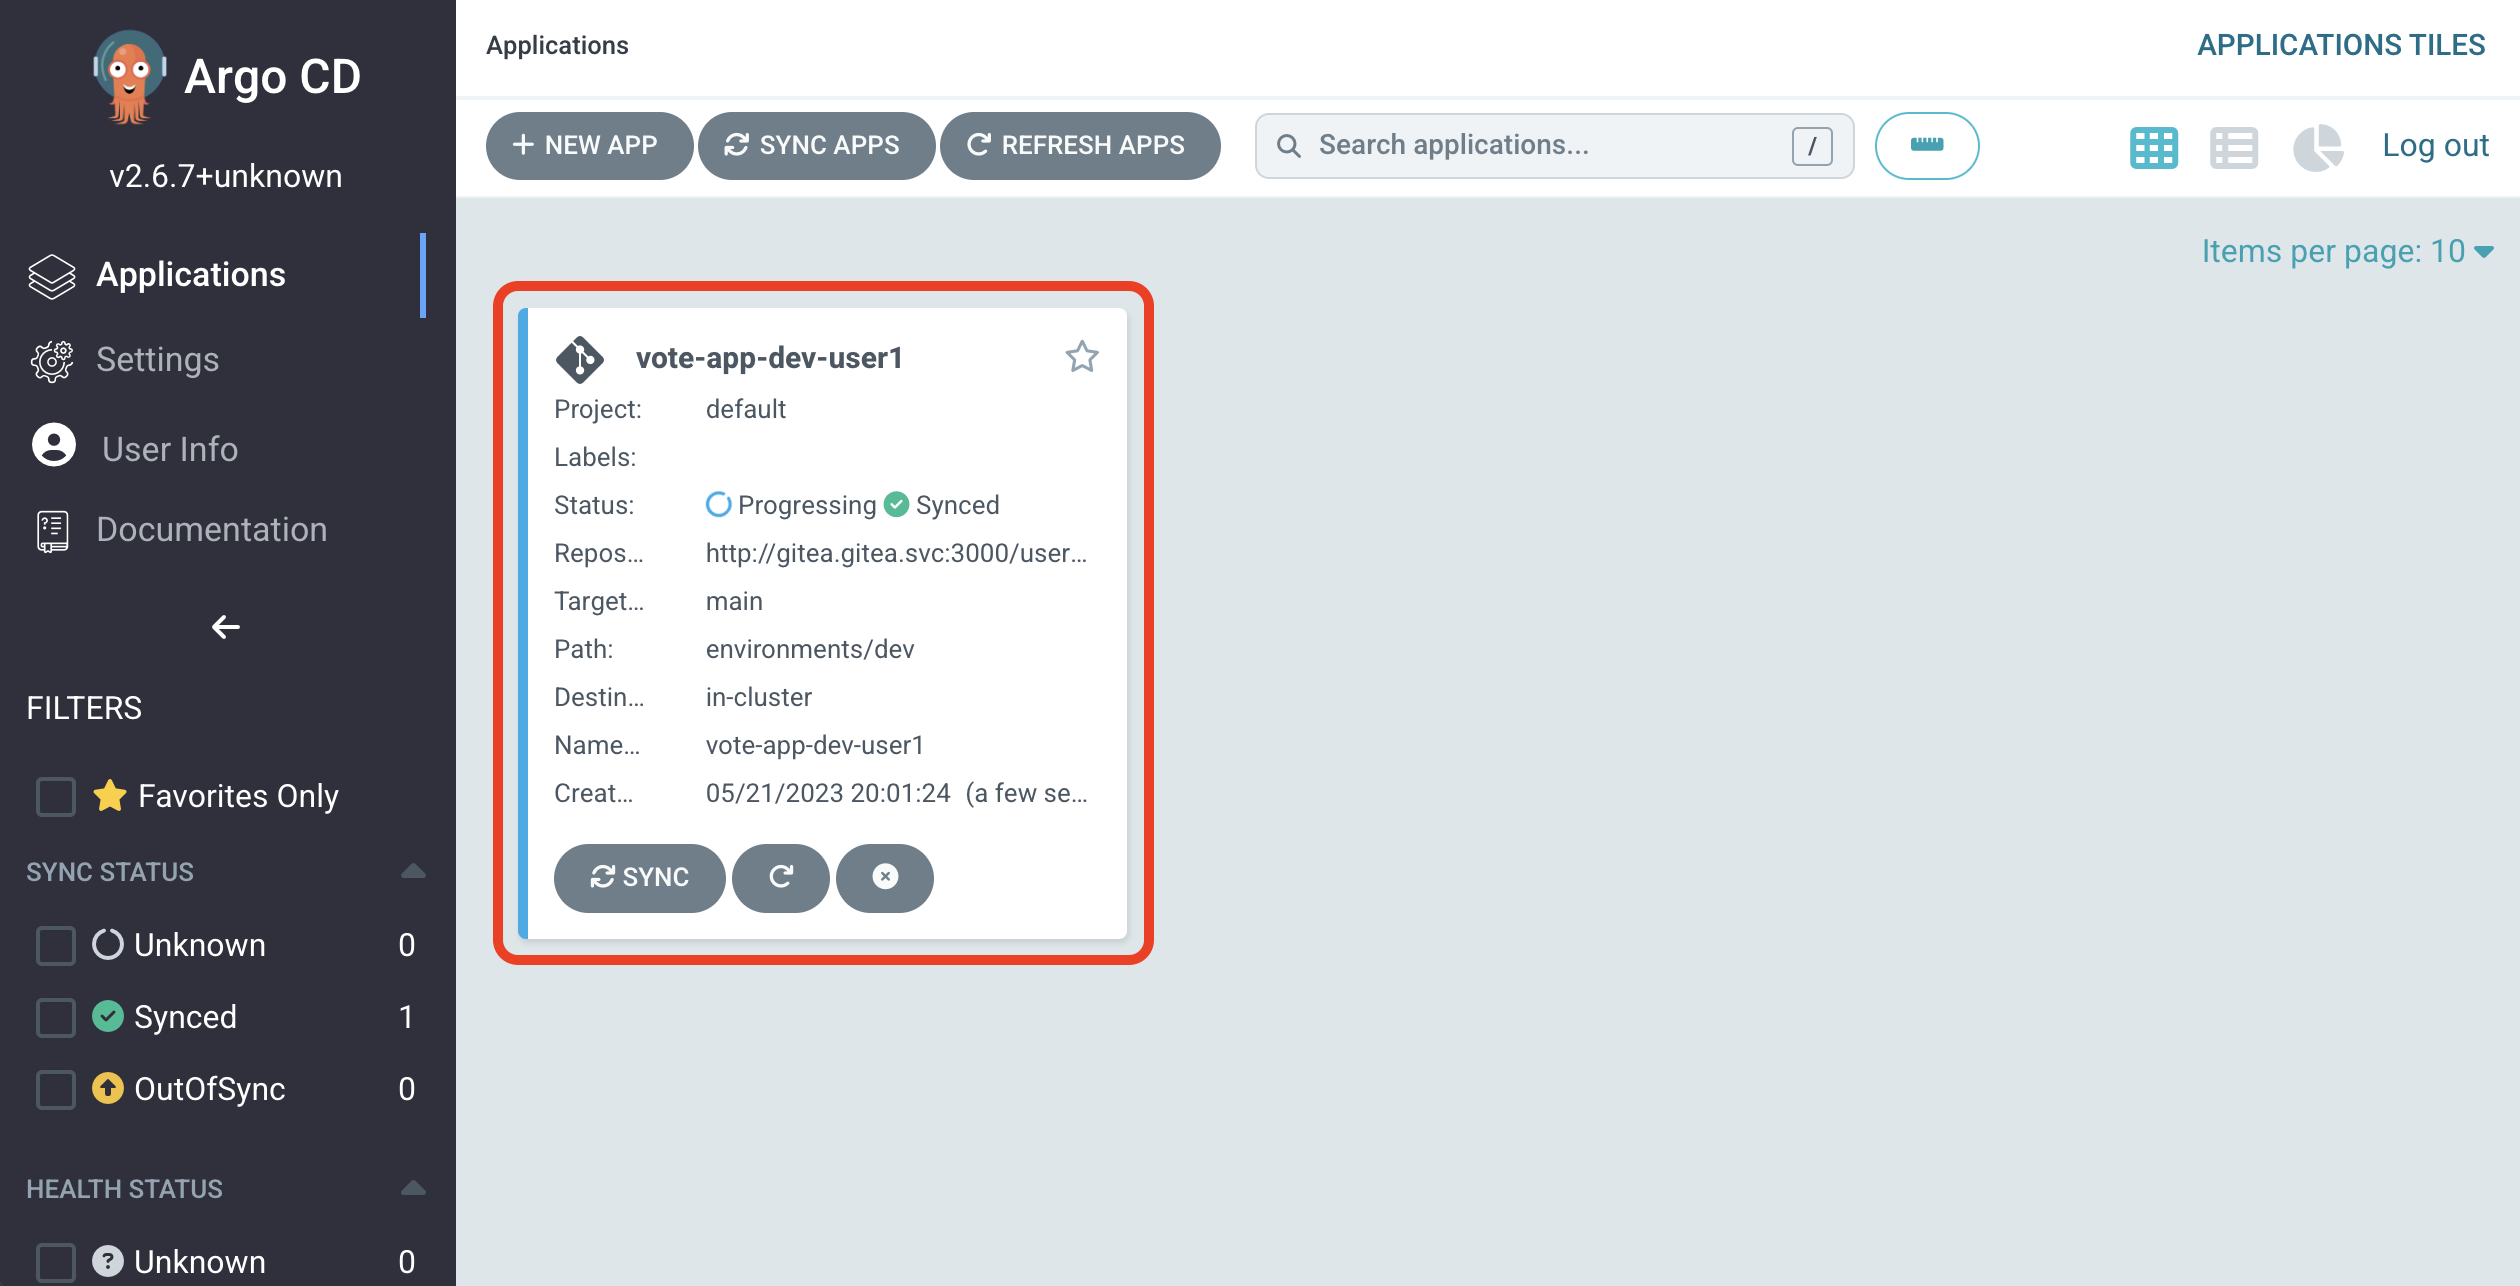 Argo CD
v2.6.7+unknown
Applications
Settings
User Info
Documentation
FILTERS
Favorites Only
SYNC STATUS
Unknown 0
Synced 1
OutOfSync 0
HEALTH STATUS
? Unknown 0
Applications APPLICATIONS TILES
+ NEW APP SYNC APPS REFRESH APPS Search applications... / Log out
Items per page: 10
vote-app-dev-user1
Project: default
Labels:
Status: Progressing Synced
Repos... http://gitea.gitea.svc:3000/user...
Target... main
Path: environments/dev
Destin... in-cluster
Name... vote-app-dev-user1
Creat... 05/21/2023 20:01:24 (a few se...
SYNC